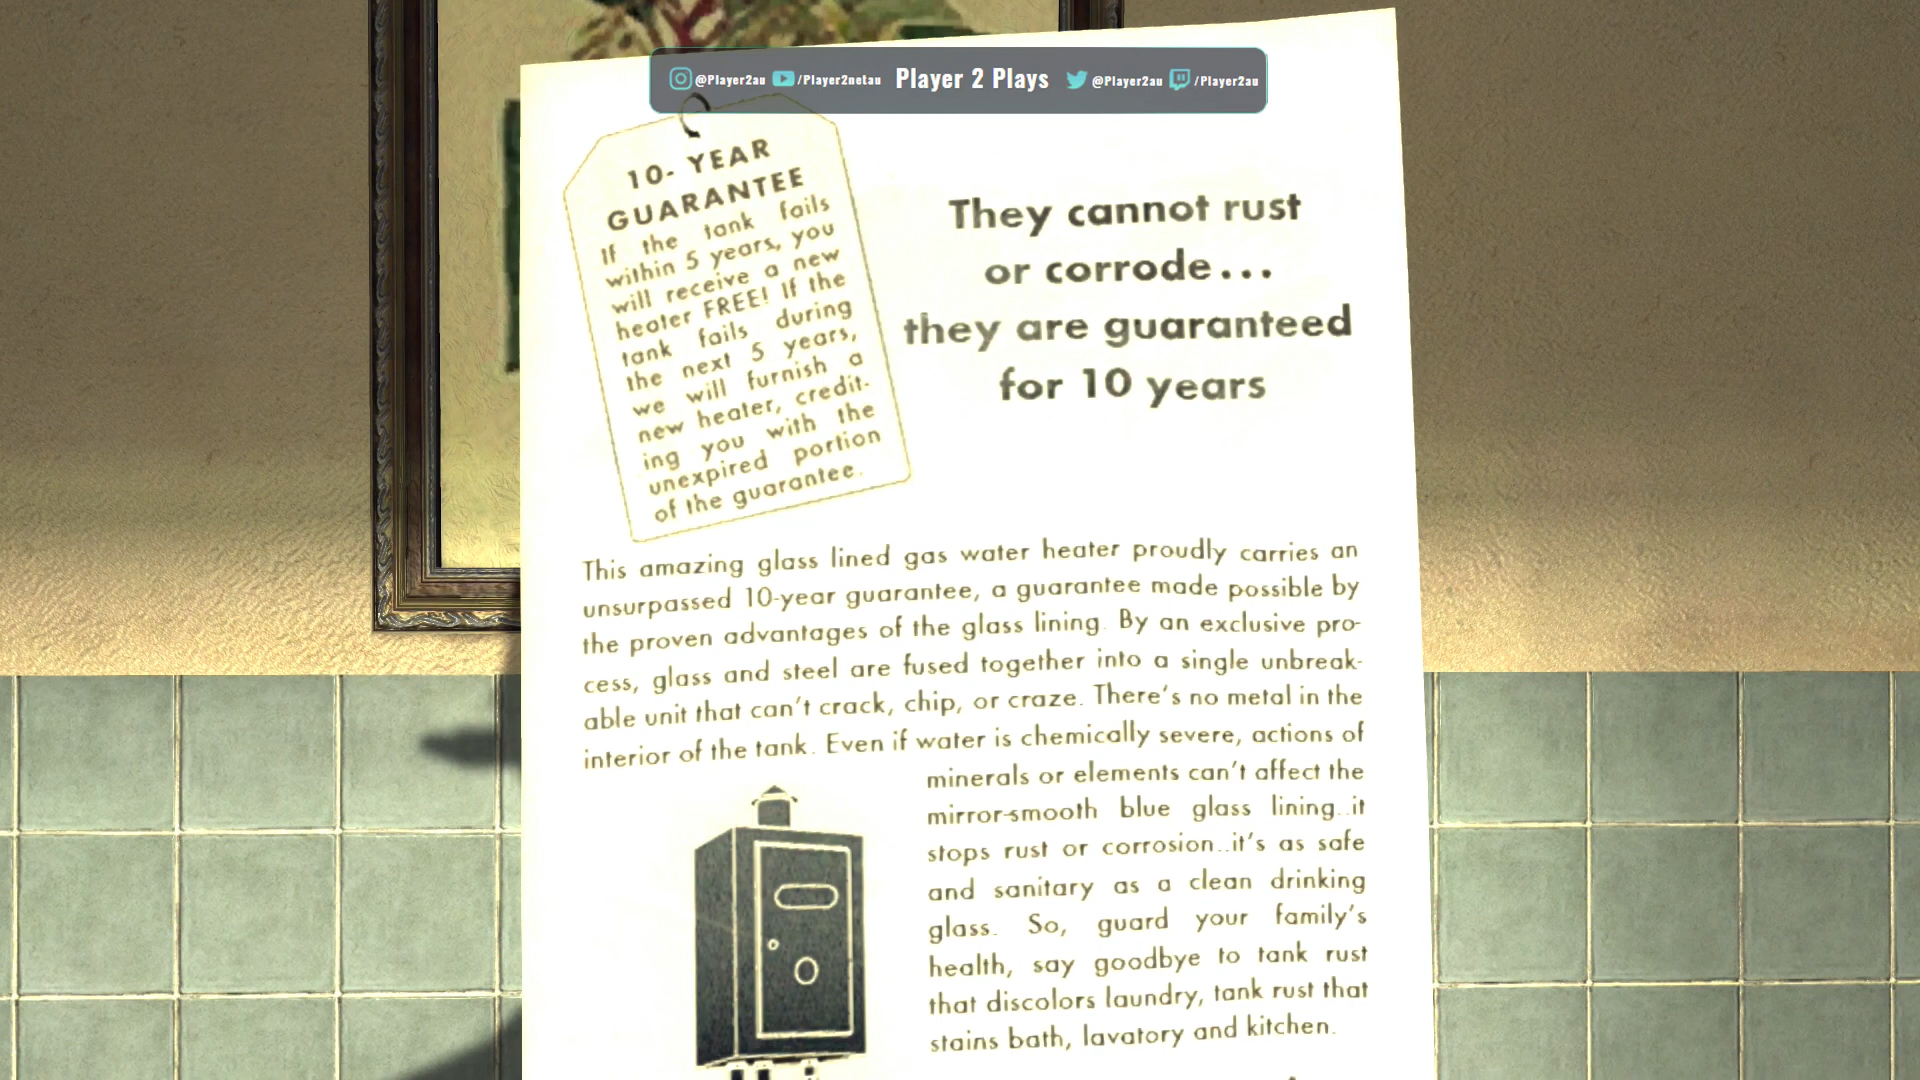 @Player2au /Player2netau Player 2 Plays @Player2au /Player2au
10- YEAR
GUARANTEE
If the tank fails
within 5 years, you
will receive a new
heater FREE! If the
tank fails during
the next 5 years,
we will furnish a
new heater, credit-
ing you with the
unexpired portion
of the guarantee.
They cannot rust
or corrode...
they are guaranteed
for 10 years
This amazing glass lined gas water heater proudly carries an
unsurpassed 10-year guarantee, a guarantee made possible by
the proven advantages of the glass lining. By an exclusive pro-
cess, glass and steel are fused together into a single unbreak-
able unit that can't crack, chip, or craze. There's no metal in the
interior of the tank. Even if water is chemically severe, actions of
minerals or elements can't affect the
mirror-smooth blue glass lining..it
stops rust or corrosion..it's as safe
and sanitary as a clean drinking
glass. So, guard your family's
health, say goodbye to tank rust
that discolors laundry, tank rust that
stains bath, lavatory and kitchen.